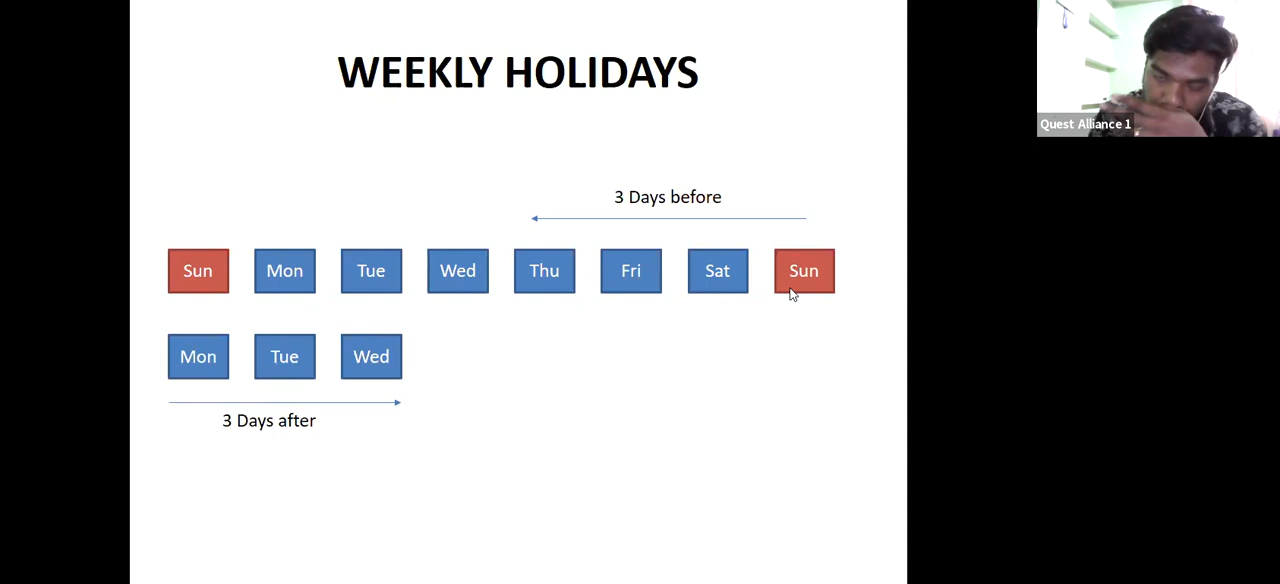 WEEKLY HOLIDAYS
Quest Alliance 1
3 Days before
Sun Mon Tue Wed Thu Fri Sat Sun
Mon Tue Wed
3 Days after